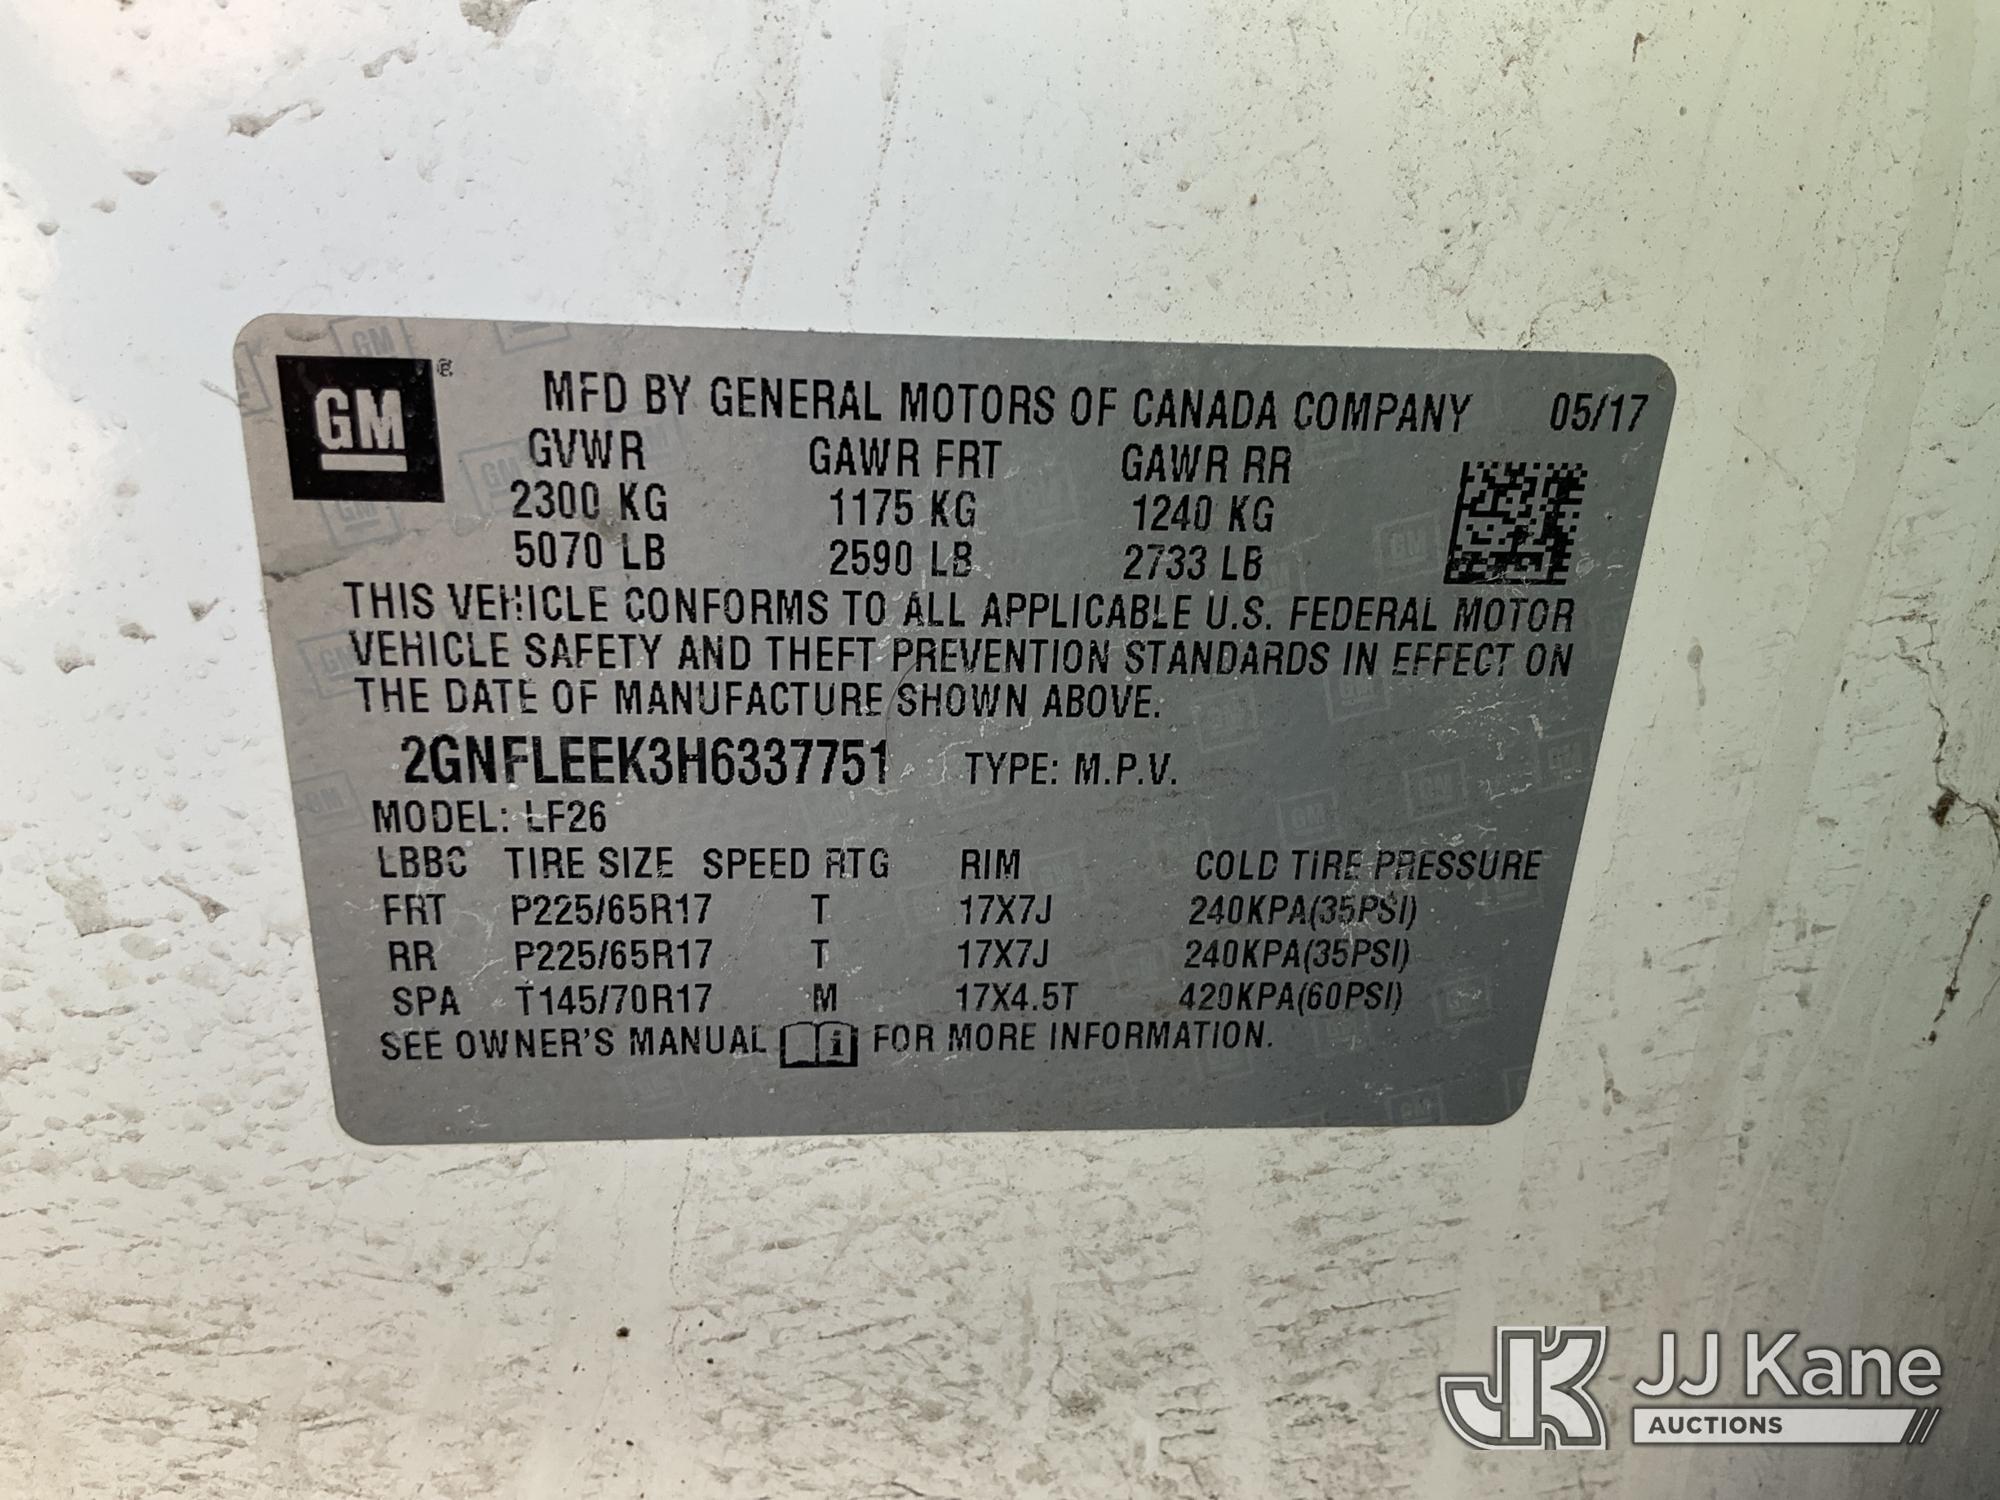 GM ®
MFD BY GENERAL MOTORS OF CANADA COMPANY 05/17
GVWR GAWR FRT GAWR RR
2300 KG 1175 KG 1240 KG
5070 LB 2590 LB 2733 LB
THIS VEHICLE CONFORMS TO ALL APPLICABLE U.S. FEDERAL MOTOR
VEHICLE SAFETY AND THEFT PREVENTION STANDARDS IN EFFECT ON
THE DATE OF MANUFACTURE SHOWN ABOVE.
2GNFLEEK3H6337751 TYPE: M.P.V.
MODEL: LF26
LBBC TIRE SIZE SPEED RTG RIM COLD TIRE PRESSURE
FRT P225/65R17 T 17X7J 240KPA(35PSI)
RR P225/65R17 T 17X7J 240KPA(35PSI)
SPA T145/70R17 M 17X4.5T 420KPA(60PSI)
SEE OWNER'S MANUAL i FOR MORE INFORMATION.
JK JJ Kane
AUCTIONS